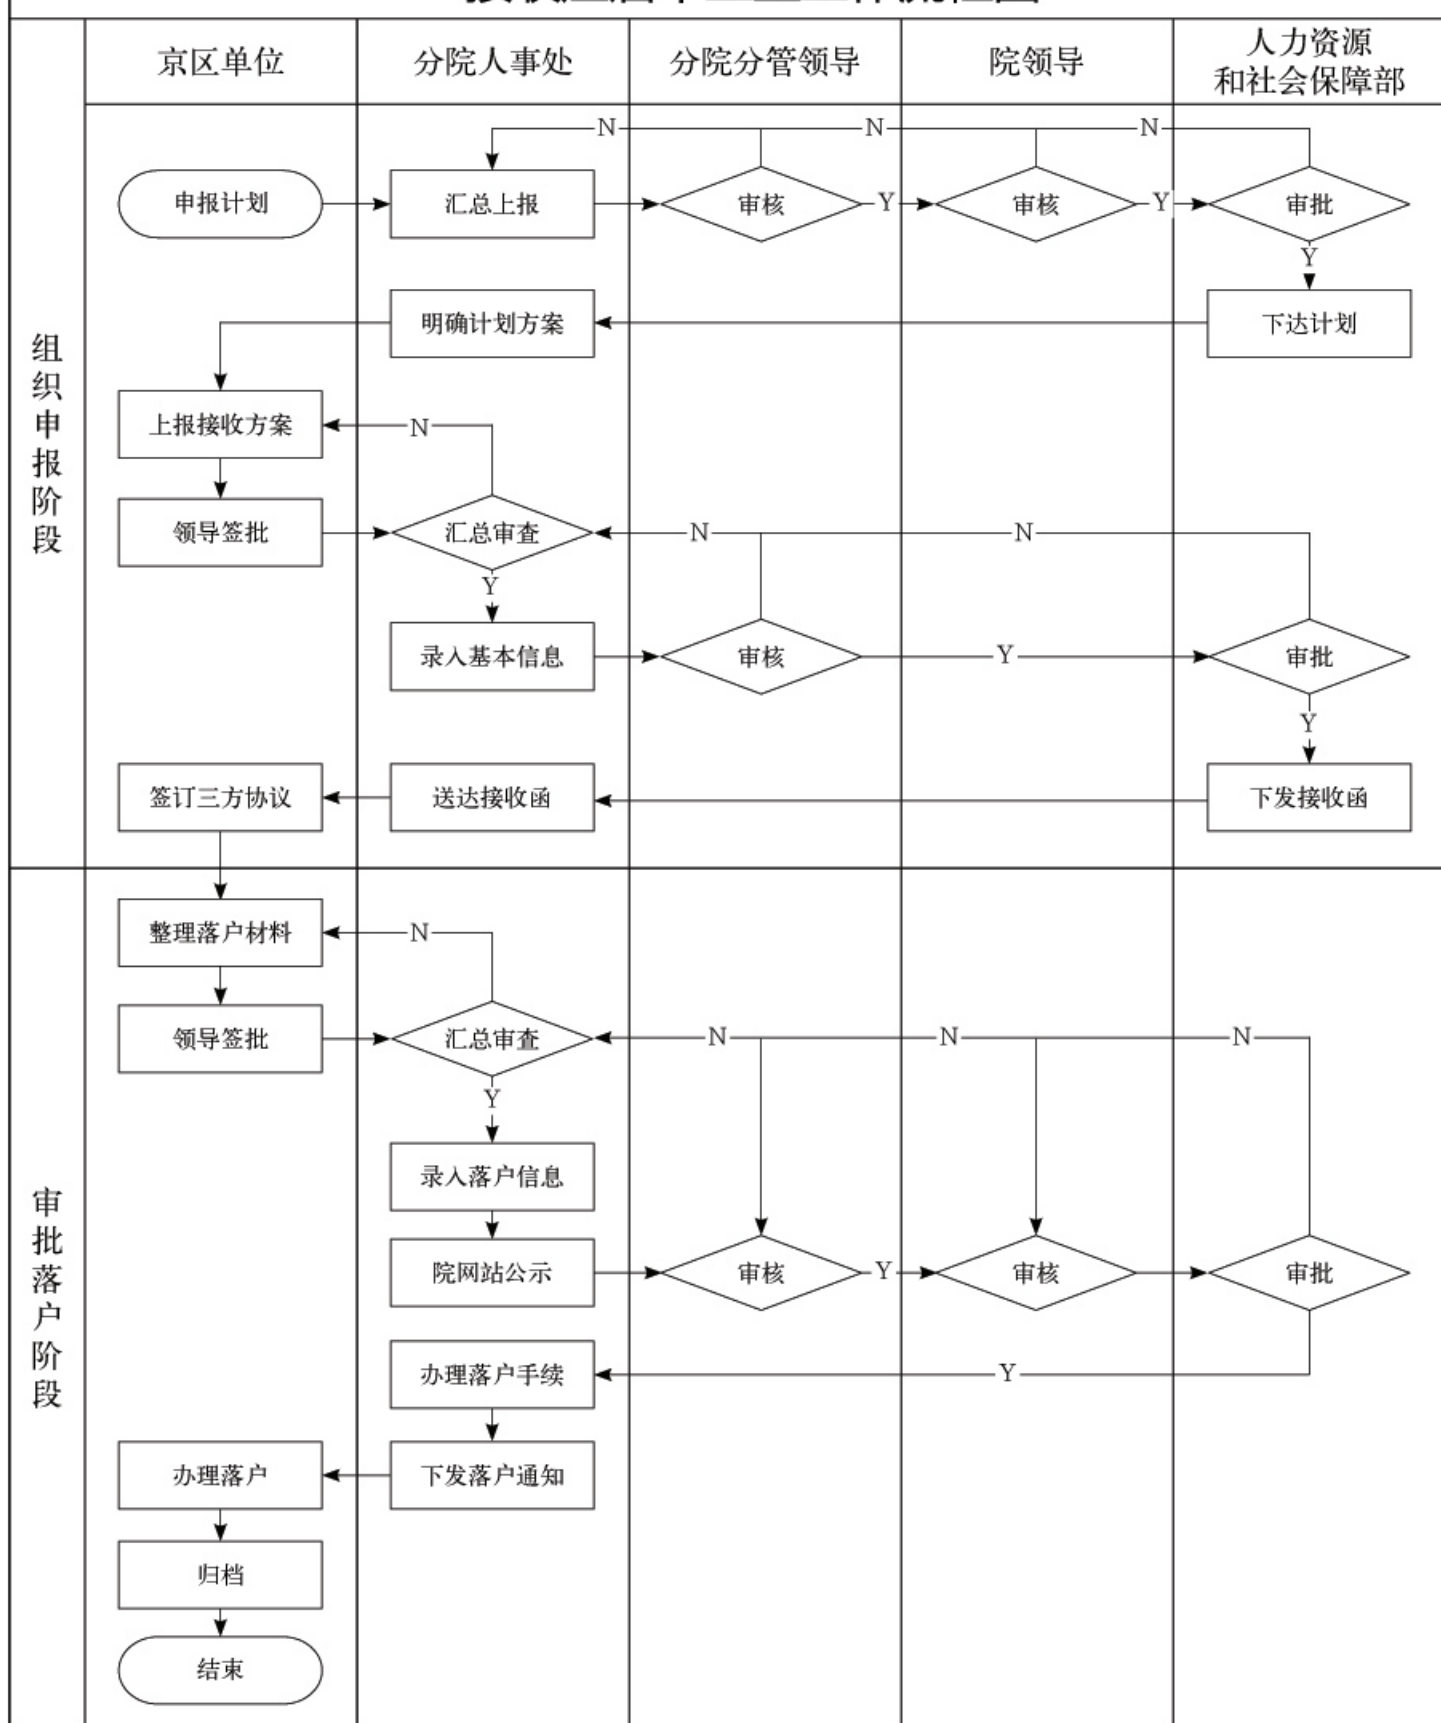 京区单位
分院人事处
分院分管领导
院领导
人力资源
和社会保障部
组织申报阶段
N
N
N
申报计划
汇总上报
审核
Y
审核
Y
审批
Y
明确计划方案
下达计划
上报接收方案
N
领导签批
汇总审查
N
N
Y
录入基本信息
审核
Y
审批
Y
签订三方协议
送达接收函
下发接收函
审批落户阶段
整理落户材料
N
领导签批
汇总审查
N
N
N
Y
录入落户信息
院网站公示
审核
Y
审核
审批
办理落户手续
Y
办理落户
下发落户通知
归档
结束